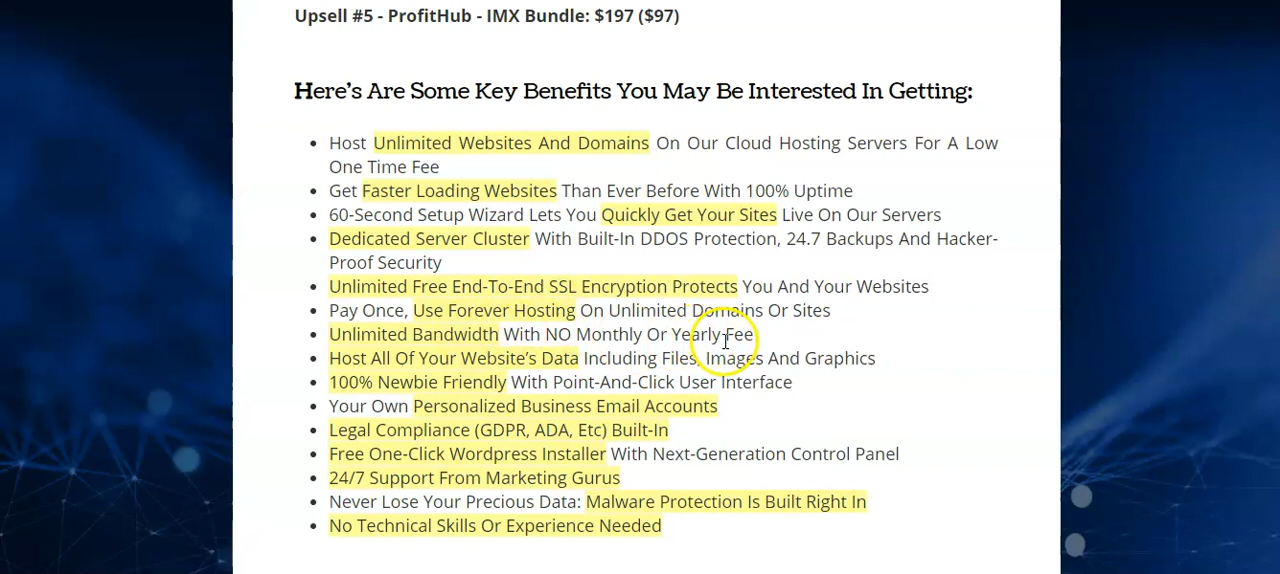 Upsell #5 - ProfitHub - IMX Bundle: $197 ($97)
Here's Are Some Key Benefits You May Be Interested In Getting:
• Host Unlimited Websites And Domains On Our Cloud Hosting Servers For A Low
One Time Fee
• Get Faster Loading Websites Than Ever Before With 100% Uptime
• 60-Second Setup Wizard Lets You Quickly Get Your Sites Live On Our Servers
• Dedicated Server Cluster With Built-In DDOS Protection, 24.7 Backups And Hacker-
Proof Security
• Unlimited Free End-To-End SSL Encryption Protects You And Your Websites
• Pay Once, Use Forever Hosting On Unlimited Domains Or Sites
• Unlimited Bandwidth With NO Monthly Or Yearly Fee
• Host All Of Your Website's Data Including Files, Images And Graphics
• 100% Newbie Friendly With Point-And-Click User Interface
• Your Own Personalized Business Email Accounts
• Legal Compliance (GDPR, ADA, Etc) Built-In
• Free One-Click Wordpress Installer With Next-Generation Control Panel
• 24/7 Support From Marketing Gurus
• Never Lose Your Precious Data: Malware Protection Is Built Right In
• No Technical Skills Or Experience Needed